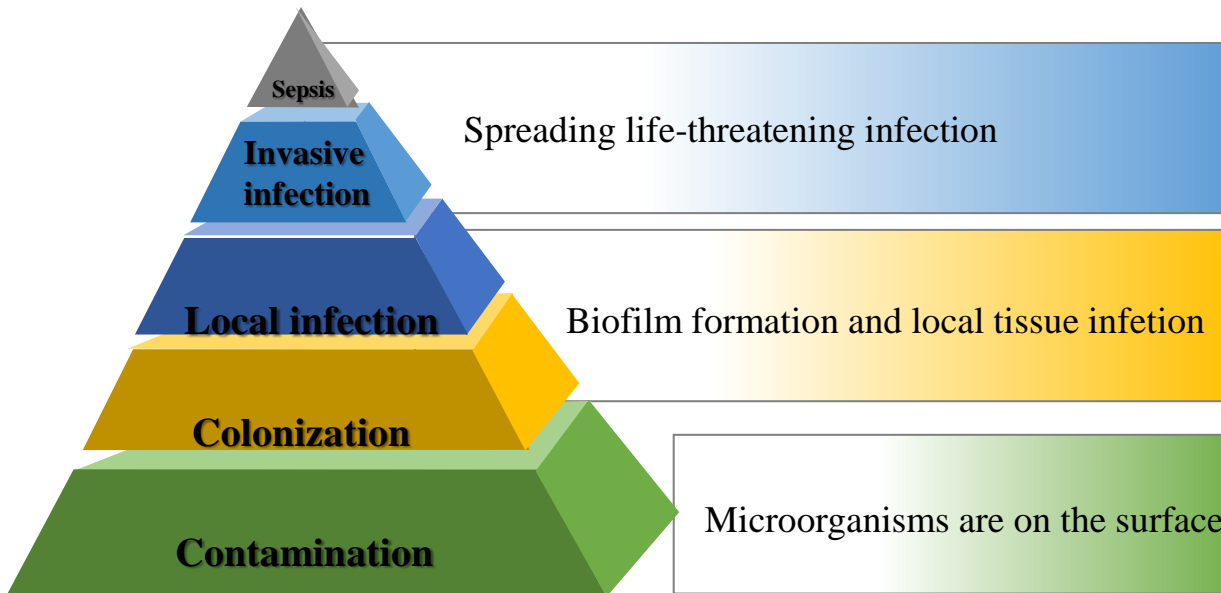 Sepsis
Spreading life-threatening infection
Invasive
infection
Local infection
Biofilm formation and local tissue infetion
Colonization
Microorganisms are on the surface
Contamination